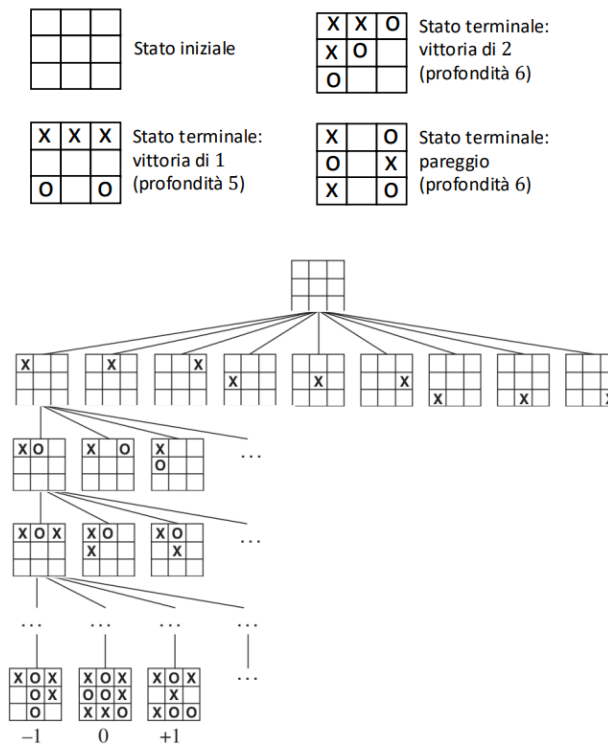 Stato iniziale
X X O
X O
O
Stato terminale:
vittoria di 2
(profondità 6)
X X X
O O
Stato terminale:
vittoria di 1
(profondità 5)
X O
O X
X O
Stato terminale:
pareggio
(profondità 6)
X X X X X X X X X
X O
X O
X
O
...
X O X
X O
X
X O
X
...
... ... ... ...
X O X
O X
O
X O X
O O X
X X O
X O X
X
X O O
...
–1 0 +1